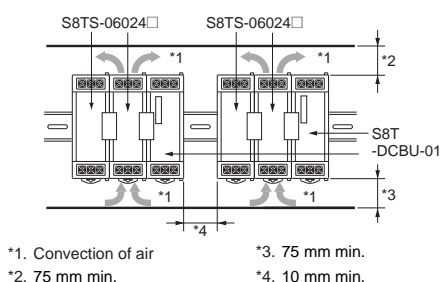 S8TS-06024□ S8TS-06024□
*1 *1 *2
S8T
-DCBU-01
*1 *1 *3
*4
*1. Convection of air *3. 75 mm min.
*2. 75 mm min. *4. 10 mm min.